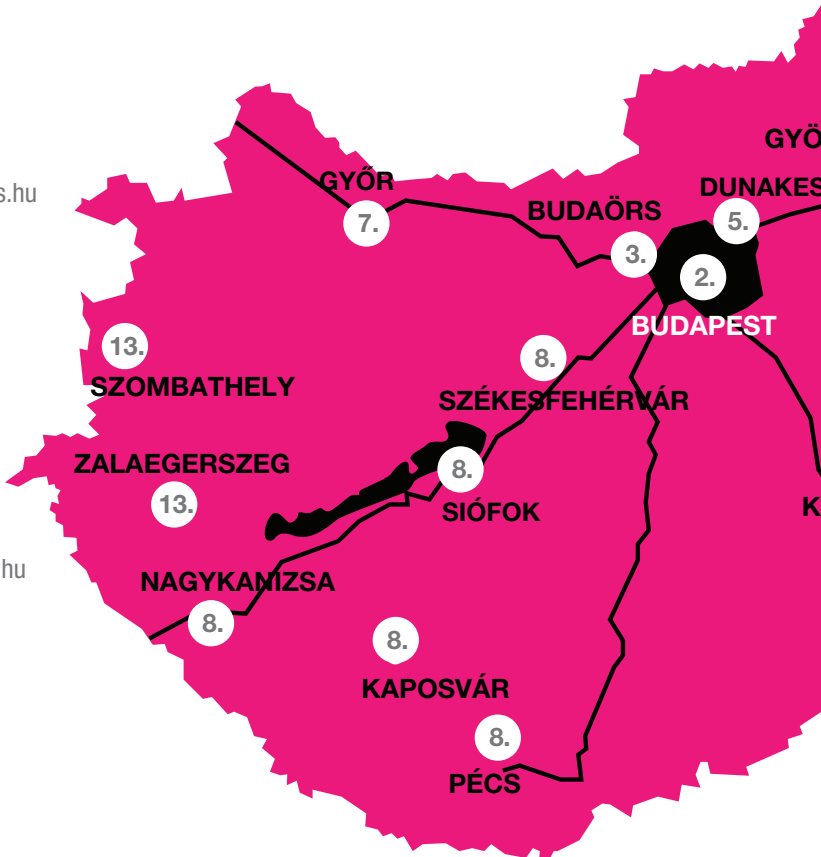 GYÖ
s.hu
GYŐR
DUNAKES
BUDAÖRS
7.
5.
3.
2.
BUDAPEST
13.
8.
SZOMBATHELY
SZÉKESFEHÉRVÁR
ZALAEGERSZEG
8.
13.
SIÓFOK
K
hu
NAGYKANIZSA
8.
8.
KAPOSVÁR
8.
PÉCS